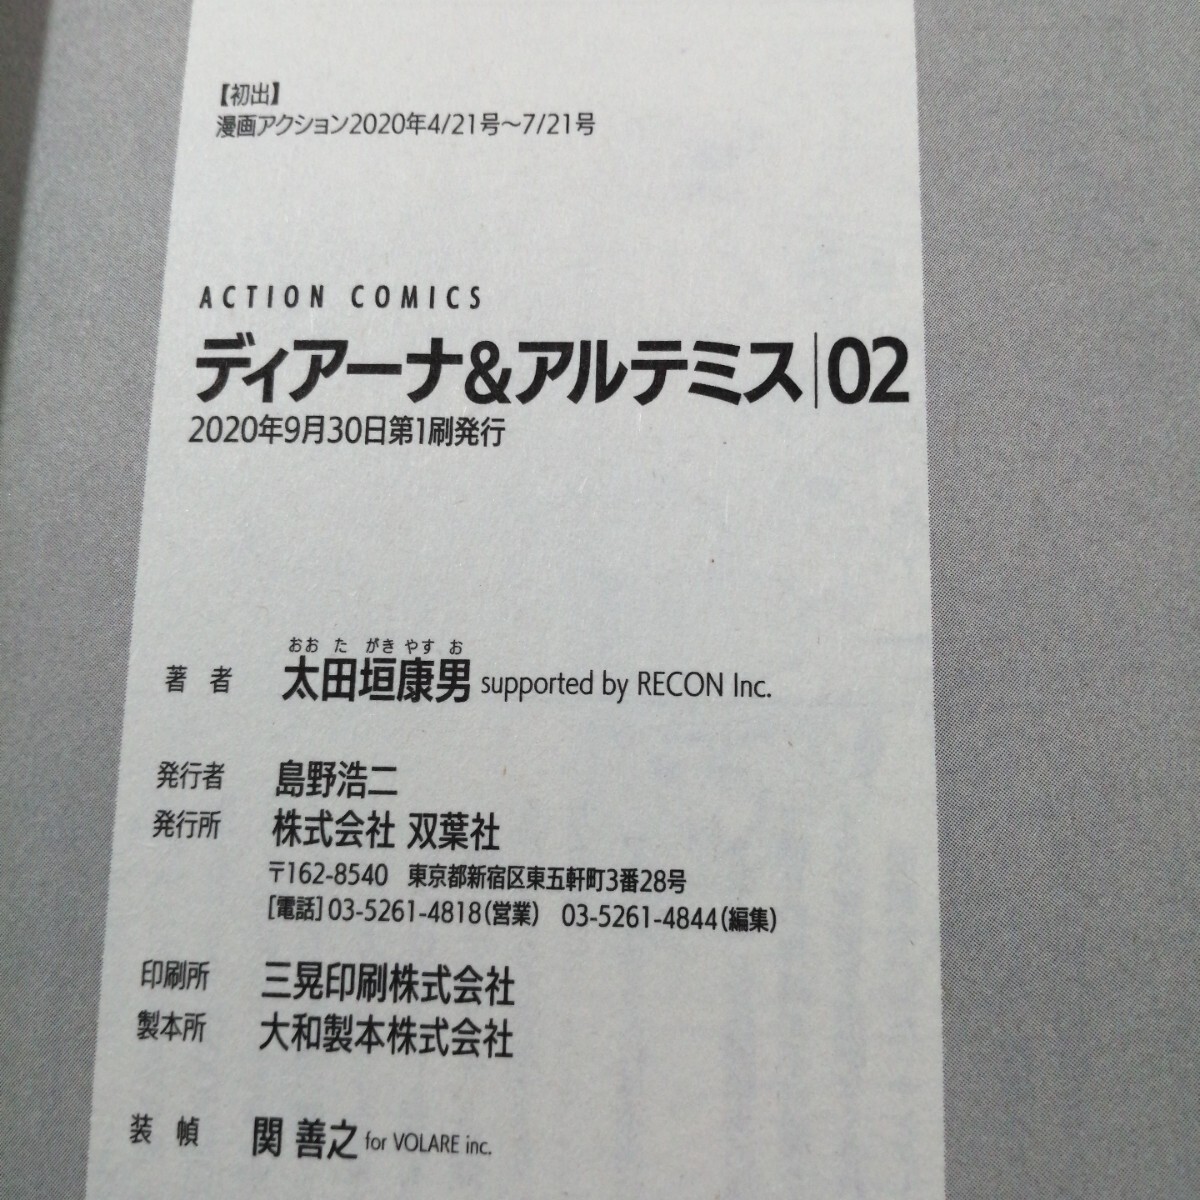 【初出】
漫画アクション2020年4/21号～7/21号
ACTION COMICS
ディアーナ&アルテミス|02
2020年9月30日第1刷発行
おおたがきやすお
著者 太田垣康男 supported by RECON Inc.
発行者 島野浩二
発行所 株式会社 双葉社
〒162-8540 東京都新宿区東五軒町3番28号
[電話]03-5261-4818(営業) 03-5261-4844(編集)
印刷所 三晃印刷株式会社
製本所 大和製本株式会社
装幀 関 善之 for VOLARE inc.